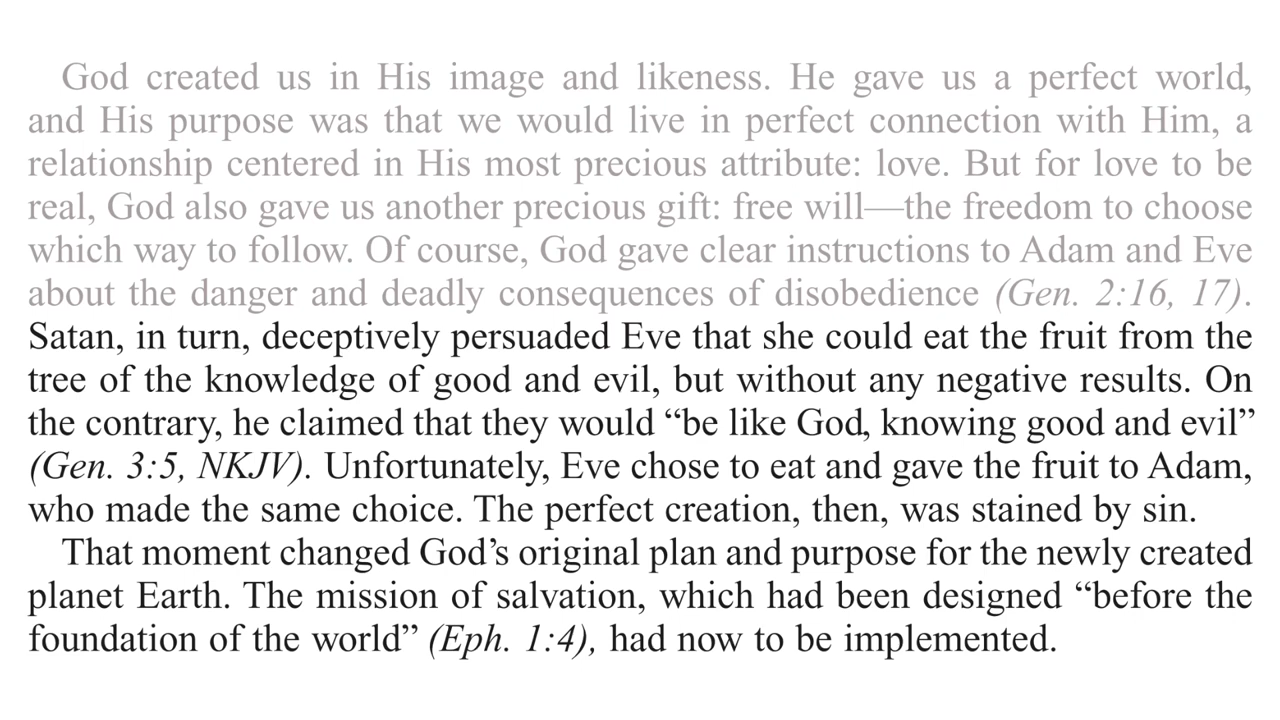 God created us in His image and likeness. He gave us a perfect world,
and His purpose was that we would live in perfect connection with Him, a
relationship centered in His most precious attribute: love. But for love to be
real, God also gave us another precious gift: free will—the freedom to choose
which way to follow. Of course, God gave clear instructions to Adam and Eve
about the danger and deadly consequences of disobedience (Gen. 2:16, 17).
Satan, in turn, deceptively persuaded Eve that she could eat the fruit from the
tree of the knowledge of good and evil, but without any negative results. On
the contrary, he claimed that they would “be like God, knowing good and evil”
(Gen. 3:5, NKJV). Unfortunately, Eve chose to eat and gave the fruit to Adam,
who made the same choice. The perfect creation, then, was stained by sin.
That moment changed God’s original plan and purpose for the newly created
planet Earth. The mission of salvation, which had been designed “before the
foundation of the world” (Eph. 1:4), had now to be implemented.